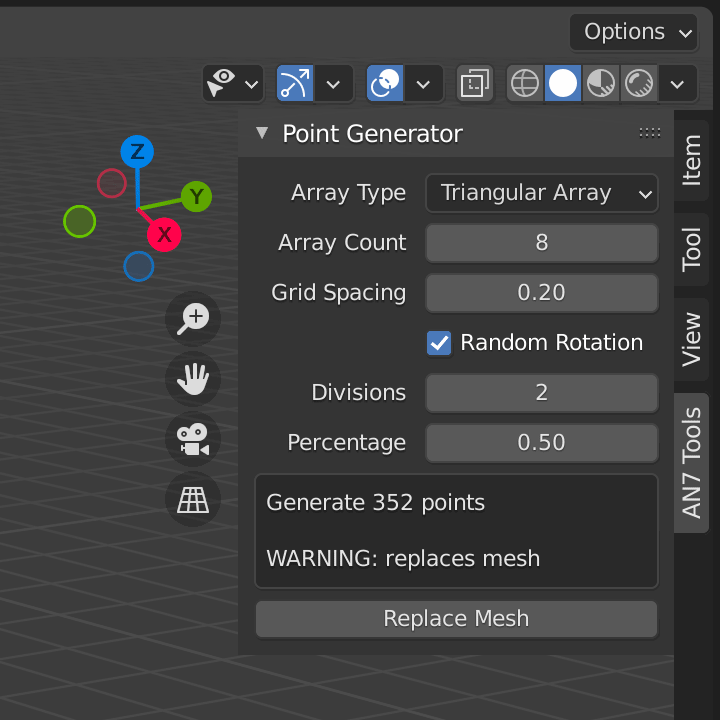 Options
Point Generator
Array Type
Triangular Array
Array Count
8
Grid Spacing
0.20
Random Rotation
Divisions
2
Percentage
0.50
Generate 352 points
WARNING: replaces mesh
Replace Mesh
Item
Tool
View
AN7 Tools
Z
Y
X